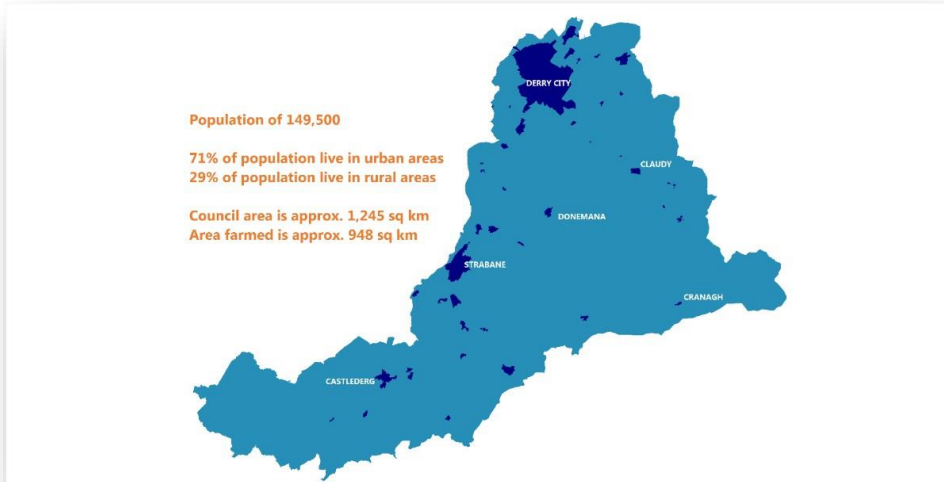 DERRY CITY
Population of 149,500
71% of population live in urban areas
29% of population live in rural areas
CLAUDY
Council area is approx. 1,245 sq km
Area farmed is approx. 948 sq km
DONEMANA
STRABANE
CRANAGH
CASTLEDERG